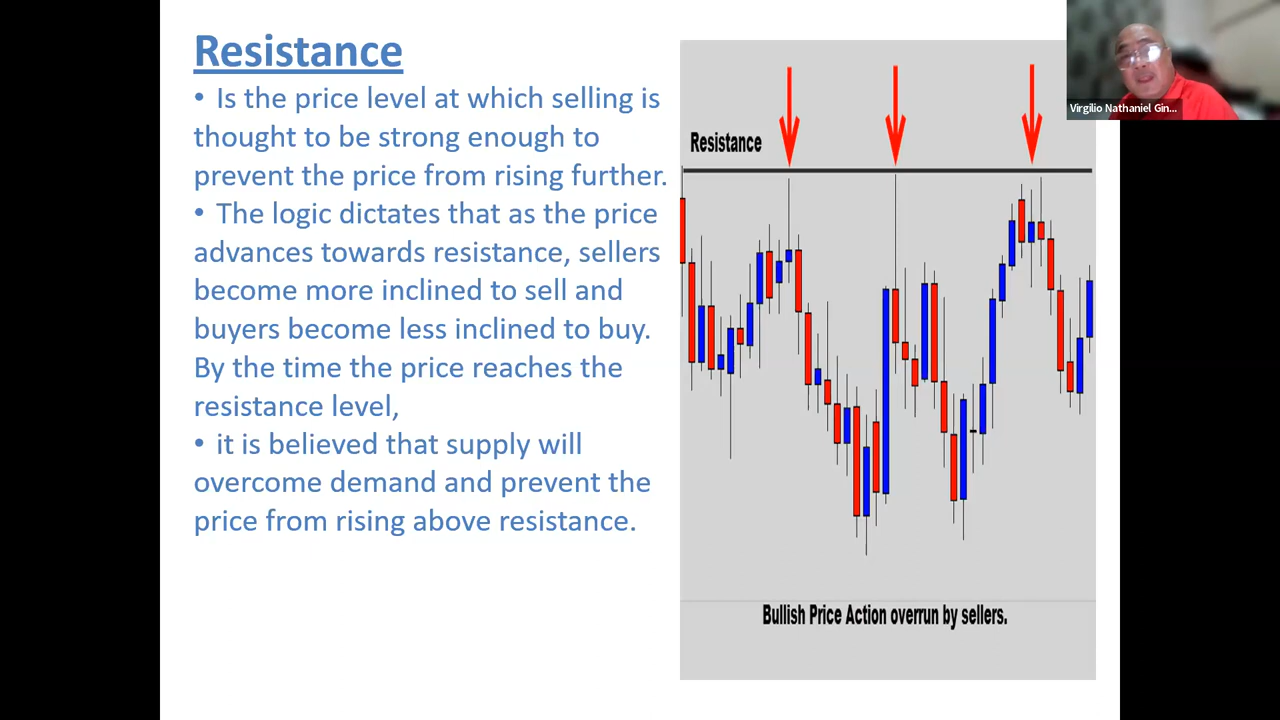 Resistance
• Is the price level at which selling is
thought to be strong enough to
prevent the price from rising further.
• The logic dictates that as the price
advances towards resistance, sellers
become more inclined to sell and
buyers become less inclined to buy.
By the time the price reaches the
resistance level,
• it is believed that supply will
overcome demand and prevent the
price from rising above resistance.
Resistance
Bullish Price Action overrun by sellers.
Virgilio Nathaniel Gin...